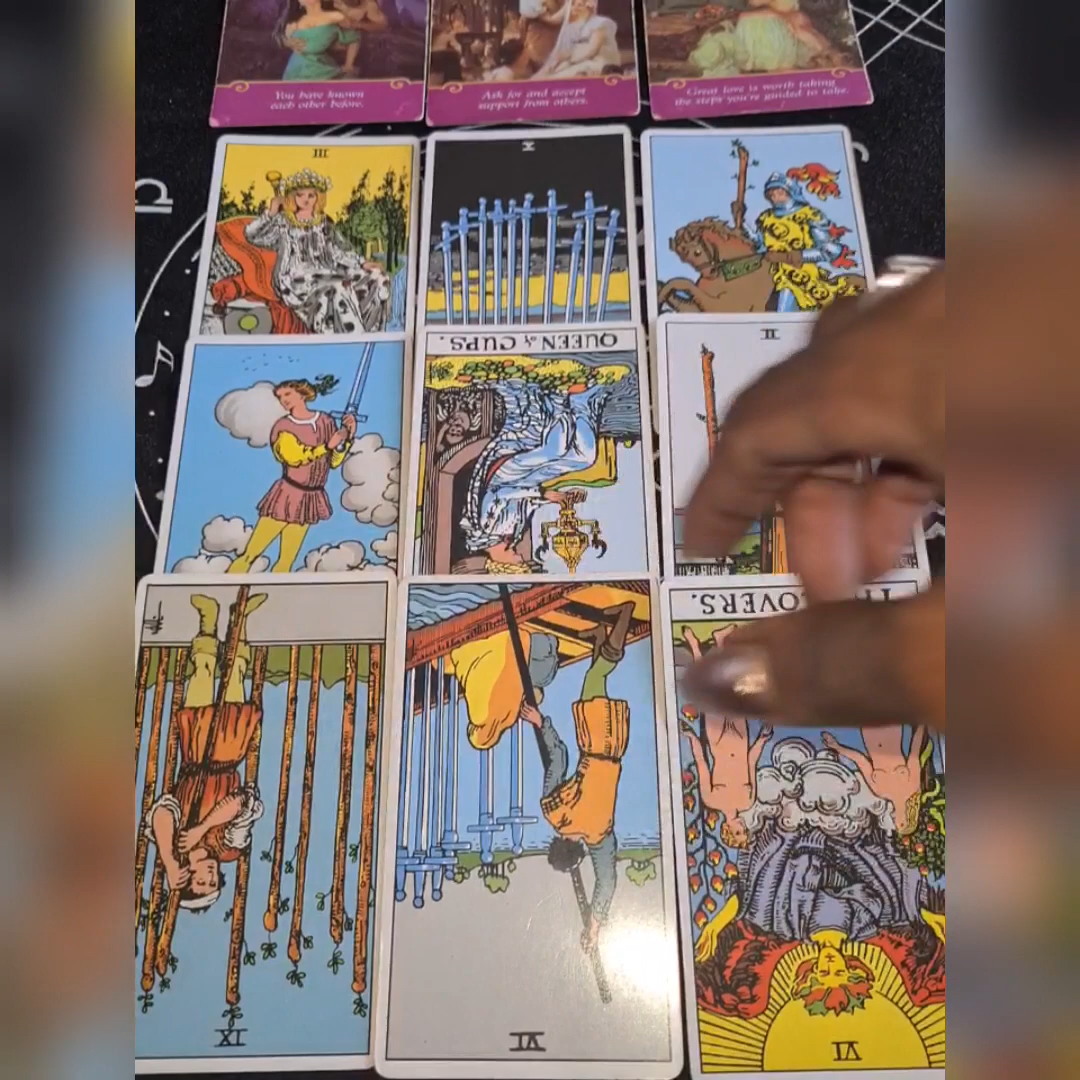 You have known
each other before.
Ask for and accept
support from others.
Great love is worth taking
the steps you're guided to take.
III
X
QUEEN of CUPS.
II
OVERS.
IX
VI
VI